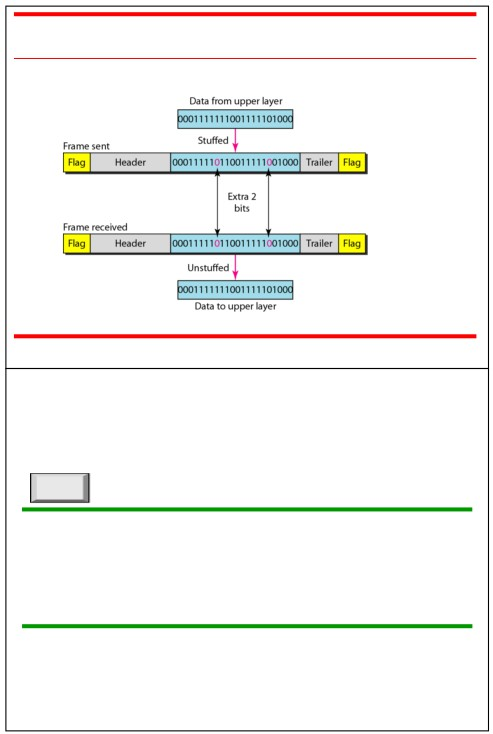 Data from upper layer
0001111111001111101000
Stuffed
Frame sent
Flag Header 000111110110011111001000 Trailer Flag
Extra 2
bits
Frame received
Flag Header 000111110110011111001000 Trailer Flag
Unstuffed
0001111111001111101000
Data to upper layer